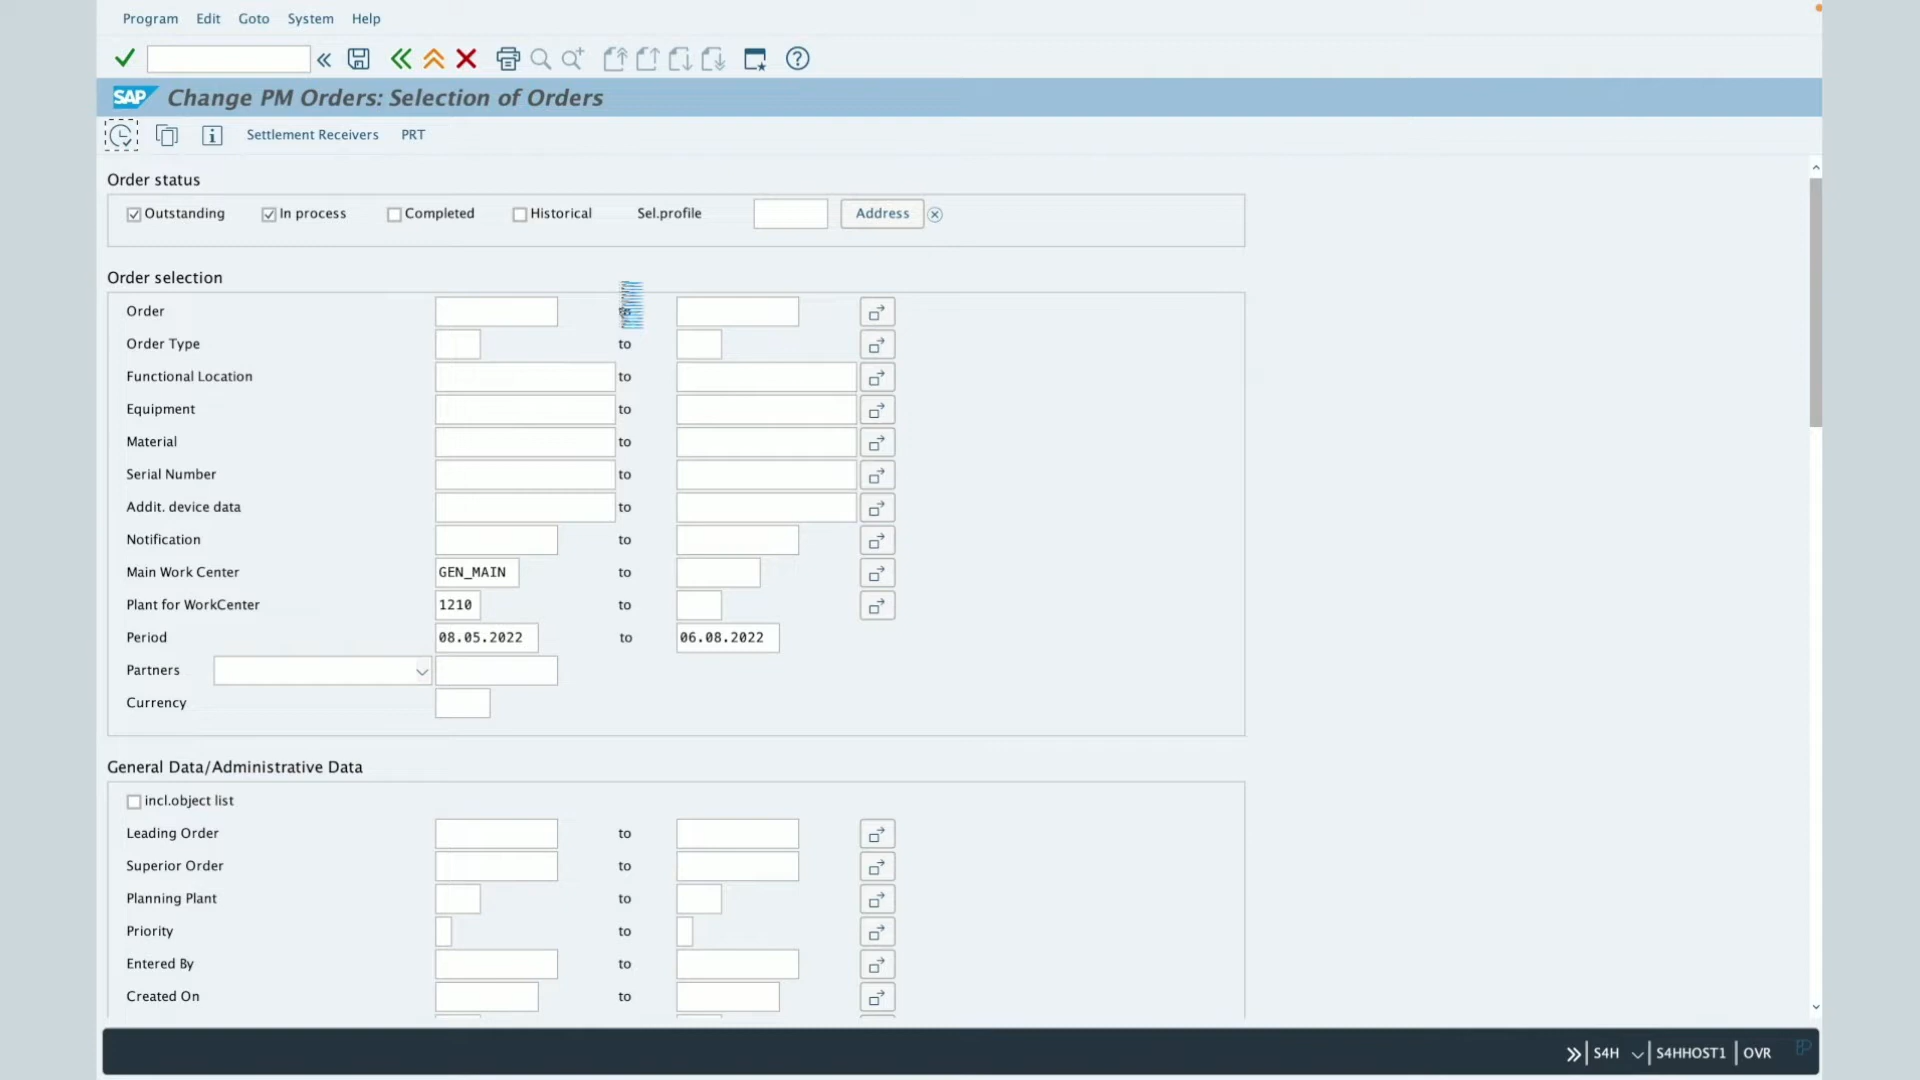 Program Edit Goto System Help
SAP Change PM Orders: Selection of Orders
Settlement Receivers PRT
Order status
Outstanding In process Completed Historical Sel.profile Address
Order selection
Order
Order Type to
Functional Location to
Equipment to
Material to
Serial Number to
Addit. device data to
Notification to
Main Work Center GEN_MAIN to
Plant for WorkCenter 1210 to
Period 08.05.2022 to 06.08.2022
Partners
Currency
General Data/Administrative Data
incl.object list
Leading Order to
Superior Order to
Planning Plant to
Priority to
Entered By to
Created On to
S4H S4HHOST1 OVR